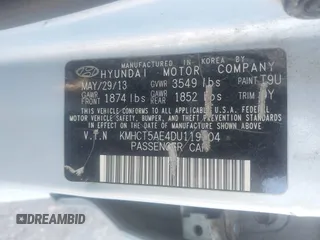 MANUFACTURED IN KOREA BY
HYUNDAI MOTOR COMPANY
MAY/29/13 GVWR 3549 lbs PAINT T9U
GAWR 1874 lbs GAWR 1852 lbs TRIM
THIS VEHICLE CONFORMS TO ALL APPLICABLE U.S.
FEDERAL MOTOR VEHICLE SAFETY, BUMPER, AND
THEFT PREVENTION STANDARDS IN EFFECT ON THE
DATE OF MANUFACTURE SHOWN ABOVE.
V.I.N
PASSENGER CAR
DREAMBID